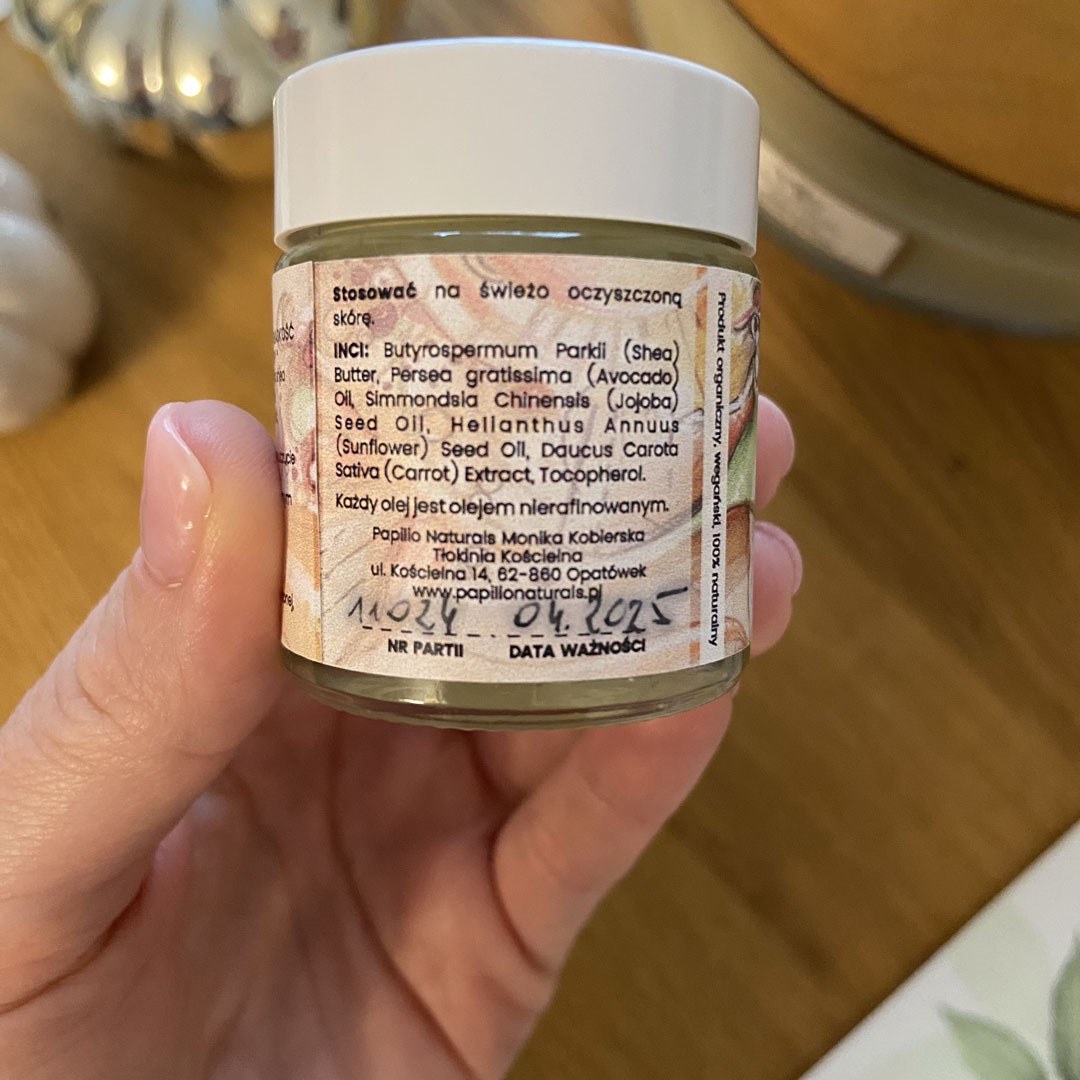 Stosować na świeżo oczyszczoną
skórę.
INCI: Butyrospermum Parkii (Shea)
Butter, Persea gratissima (Avocado)
Oil, Simmondsia Chinensis (Jojoba)
Seed Oil, Helianthus Annuus
(Sunflower) Seed Oil, Daucus Carota
Sativa (Carrot) Extract, Tocopherol.
Każdy olej jest olejem nierafinowanym.
Papilio Naturals Monika Kobierska
Tłokinia Kościelna
ul. Kościelna 14, 62-860 Opatówek
www.papilionaturals.pl
11024 04.2025
NR PARTII DATA WAŻNOŚCI
Produkt organiczny, wegański, 100% naturalny